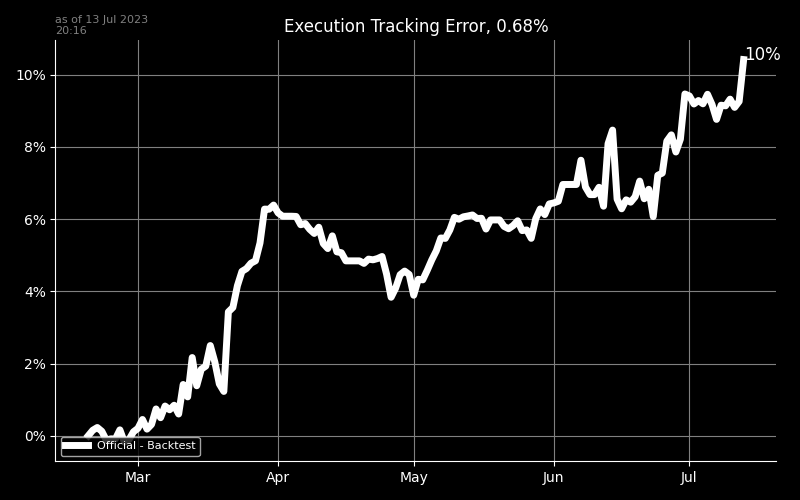 as of 13 Jul 2023
20:16
Execution Tracking Error, 0.68%
10%
10%
8%
6%
4%
2%
0%
Official - Backtest
Mar
Apr
May
Jun
Jul